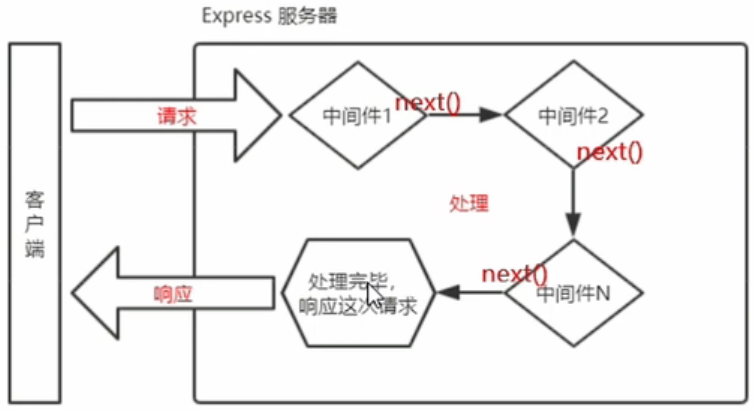 Express 服务器
客户端
请求
中间件1
next()
中间件2
next()
处理
next()
中间件N
处理完毕，
响应这次请求
响应